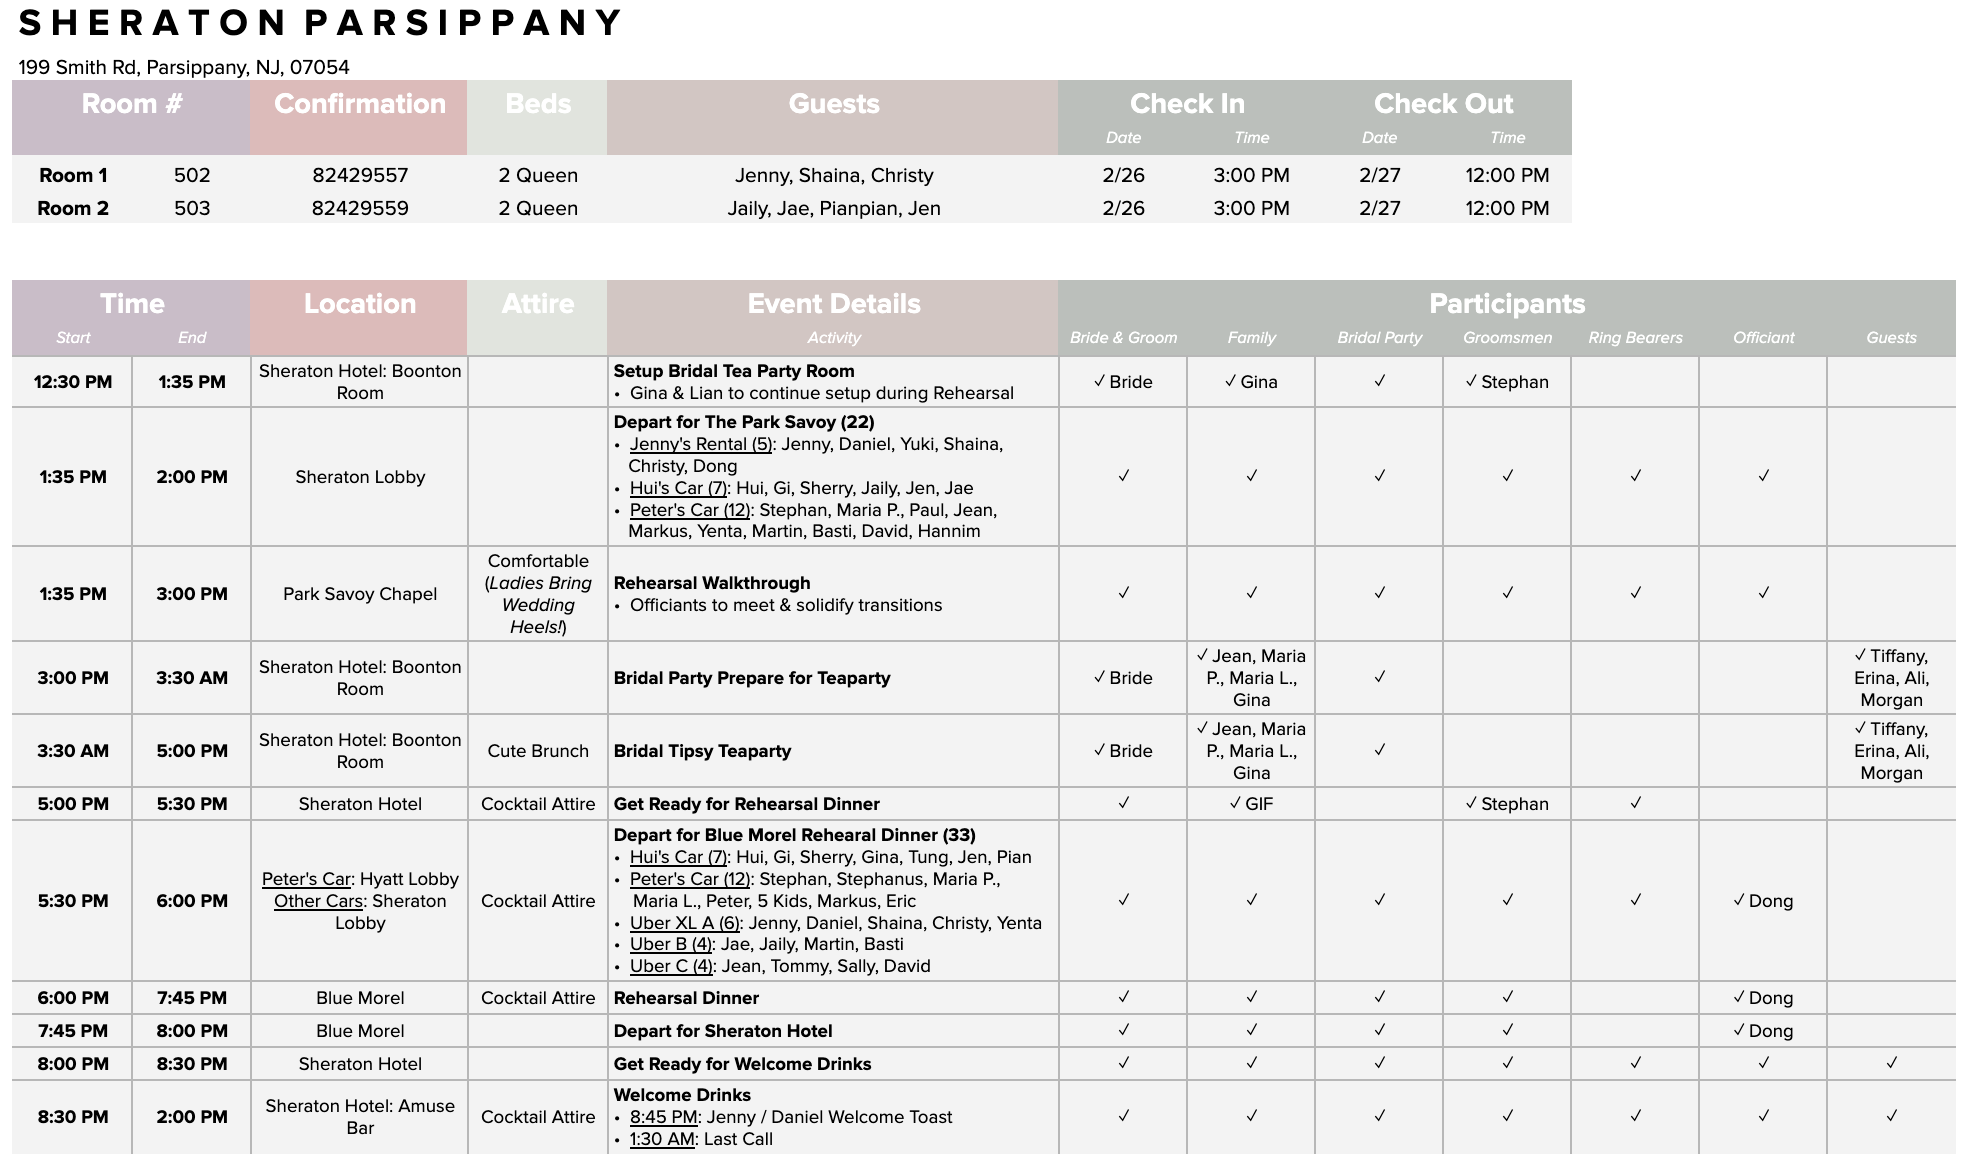 SHERATON PARSIPPANY
199 Smith Rd, Parsippany, NJ, 07054
Room # Confirmation Beds Guests Check In Check Out
Date Time Date Time
Room 1 502 82429557 2 Queen Jenny, Shaina, Christy 2/26 3:00 PM 2/27 12:00 PM
Room 2 503 82429559 2 Queen Jaily, Jae, Pianpian, Jen 2/26 3:00 PM 2/27 12:00 PM
Time Location Attire Event Details Participants
Start End Activity Bride & Groom Family Bridal Party Groomsmen Ring Bearers Officiant Guests
12:30 PM 1:35 PM
Sheraton Hotel: Boonton
Room
Setup Bridal Tea Party Room
• Gina & Lian to continue setup during Rehearsal
✓ Bride ✓ Gina ✓ ✓ Stephan
1:35 PM 2:00 PM
Sheraton Lobby
Depart for The Park Savoy (22)
• Jenny's Rental (5): Jenny, Daniel, Yuki, Shaina,
Christy, Dong
• Hui's Car (7): Hui, Gi, Sherry, Jaily, Jen, Jae
• Peter's Car (12): Stephan, Maria P., Paul, Jean,
Markus, Yenta, Martin, Basti, David, Hannim
✓ ✓ ✓ ✓ ✓ ✓
1:35 PM 3:00 PM
Park Savoy Chapel
Comfortable
(Ladies Bring
Wedding
Heels!)
Rehearsal Walkthrough
• Officiants to meet & solidify transitions
✓ ✓ ✓ ✓ ✓ ✓
3:00 PM 3:30 AM
Sheraton Hotel: Boonton
Room
Bridal Party Prepare for Teaparty
✓ Bride
✓ Jean, Maria
P., Maria L.,
Gina
✓
✓ Tiffany,
Erina, Ali,
Morgan
3:30 AM 5:00 PM
Sheraton Hotel: Boonton
Room
Cute Brunch
Bridal Tipsy Teaparty
✓ Bride
✓ Jean, Maria
P., Maria L.,
Gina
✓
✓ Tiffany,
Erina, Ali,
Morgan
5:00 PM 5:30 PM Sheraton Hotel Cocktail Attire Get Ready for Rehearsal Dinner ✓ ✓ GIF ✓ Stephan ✓
5:30 PM 6:00 PM
Peter's Car: Hyatt Lobby
Other Cars: Sheraton
Lobby
Cocktail Attire
Depart for Blue Morel Rehearal Dinner (33)
• Hui's Car (7): Hui, Gi, Sherry, Gina, Tung, Jen, Pian
• Peter's Car (12): Stephan, Stephanus, Maria P.,
Maria L., Peter, 5 Kids, Markus, Eric
• Uber XL A (6): Jenny, Daniel, Shaina, Christy, Yenta
• Uber B (4): Jae, Jaily, Martin, Basti
• Uber C (4): Jean, Tommy, Sally, David
✓ ✓ ✓ ✓ ✓ ✓ Dong
6:00 PM 7:45 PM Blue Morel Cocktail Attire Rehearsal Dinner ✓ ✓ ✓ ✓ ✓ Dong
7:45 PM 8:00 PM Blue Morel Depart for Sheraton Hotel ✓ ✓ ✓ ✓ ✓ Dong
8:00 PM 8:30 PM Sheraton Hotel Get Ready for Welcome Drinks ✓ ✓ ✓ ✓ ✓ ✓ ✓
8:30 PM 2:00 PM
Sheraton Hotel: Amuse
Bar
Cocktail Attire
Welcome Drinks
• 8:45 PM: Jenny / Daniel Welcome Toast
• 1:30 AM: Last Call
✓ ✓ ✓ ✓ ✓ ✓ ✓